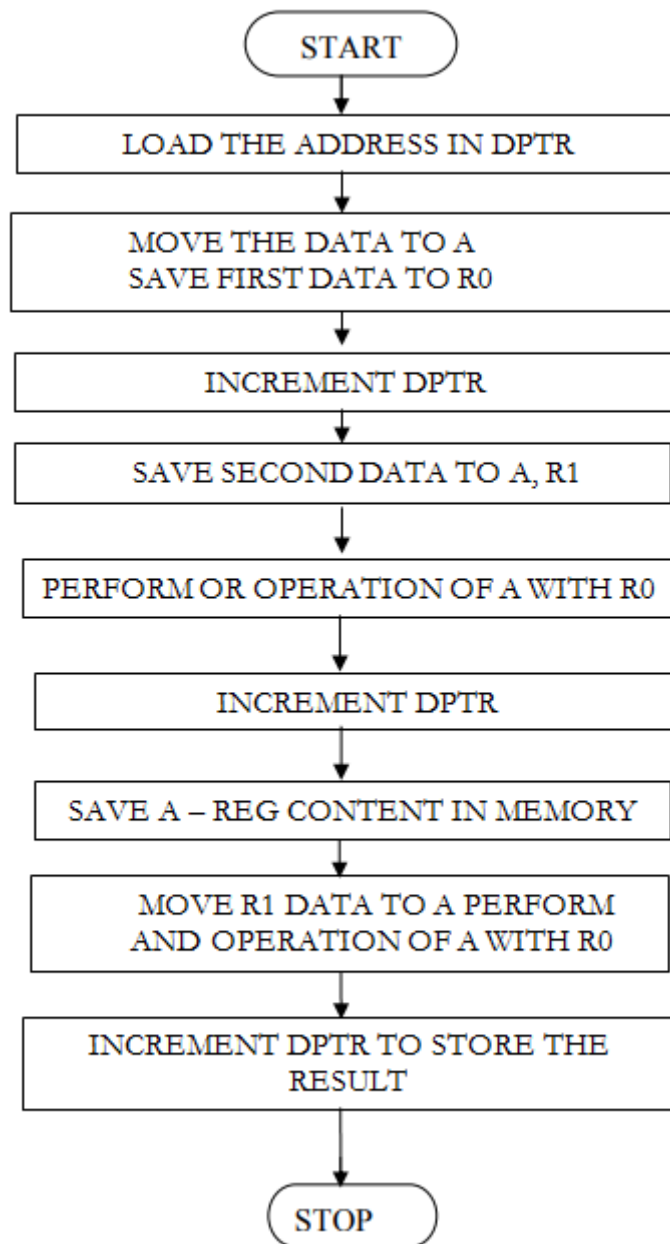 START
LOAD THE ADDRESS IN DPTR
MOVE THE DATA TO A
SAVE FIRST DATA TO R0
INCREMENT DPTR
SAVE SECOND DATA TO A, R1
PERFORM OR OPERATION OF A WITH R0
INCREMENT DPTR
SAVE A – REG CONTENT IN MEMORY
MOVE R1 DATA TO A PERFORM
AND OPERATION OF A WITH R0
INCREMENT DPTR TO STORE THE
RESULT
STOP